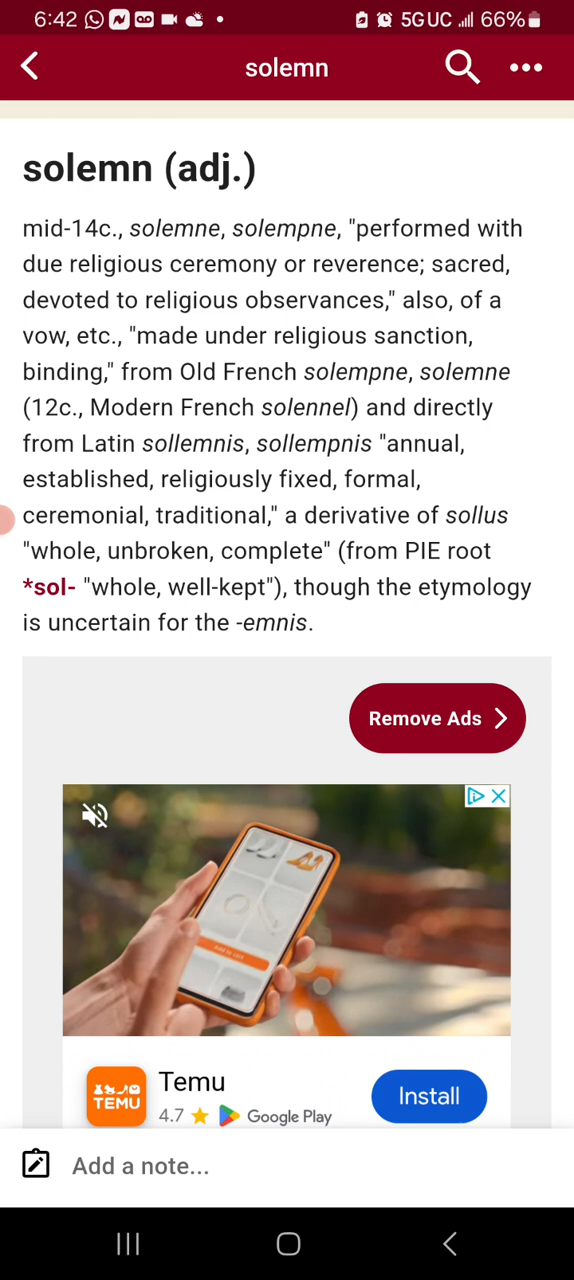 6:42 5G UC 66%
solemn
solemn (adj.)
mid-14c., solemne, solempne, "performed with
due religious ceremony or reverence; sacred,
devoted to religious observances," also, of a
vow, etc., "made under religious sanction,
binding," from Old French solempne, solemne
(12c., Modern French solennel) and directly
from Latin sollemnis, sollempnis "annual,
established, religiously fixed, formal,
ceremonial, traditional," a derivative of sollus
"whole, unbroken, complete" (from PIE root
*sol- "whole, well-kept"), though the etymology
is uncertain for the -emnis.
Remove Ads
Add to cart
TEMU
Temu
Install
4.7 Google Play
Add a note...